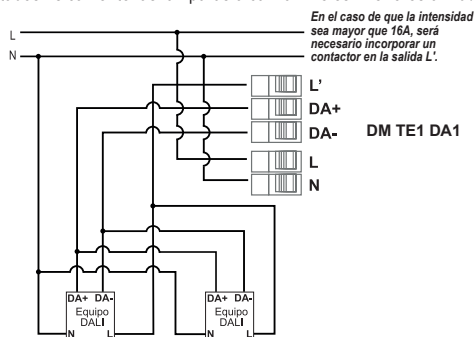 En el caso de que la intensidad
sea mayor que 16A, será
necesario incorporar un
contactor en la salida L'.
L
N
L'
DA+
DA-
DM TE1 DA1
L
N
DA+ DA-
Equipo
DALI
N L
DA+ DA-
Equipo
DALI
N L